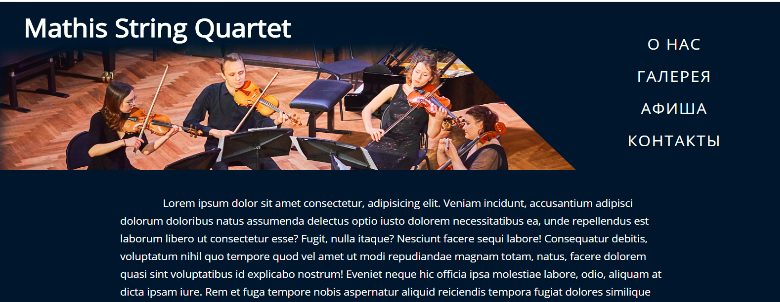 Mathis String Quartet
О НАС
ГАЛЕРЕЯ
АФИША
КОНТАКТЫ
Lorem ipsum dolor sit amet consectetur, adipisicing elit. Veniam incidunt, accusantium adipisci
dolorum doloribus natus assumenda delectus optio iusto dolorem necessitatibus ea, unde repellendus est
laborum libero ut consectetur esse? Fugit, nulla itaque? Nesciunt facere sequi labore! Consequatur debitis,
voluptatum nihil quo tempore quod vel amet ut modi repudiandae magnam totam, natus, facere dolorem
quasi sint voluptatibus id explicabo nostrum! Eveniet neque hic officia ipsa molestiae labore, odio, aliquam at
dicta ipsam iure. Rem et fuga tempore nobis aspernatur aliquid reiciendis tempora fugiat dolores similique